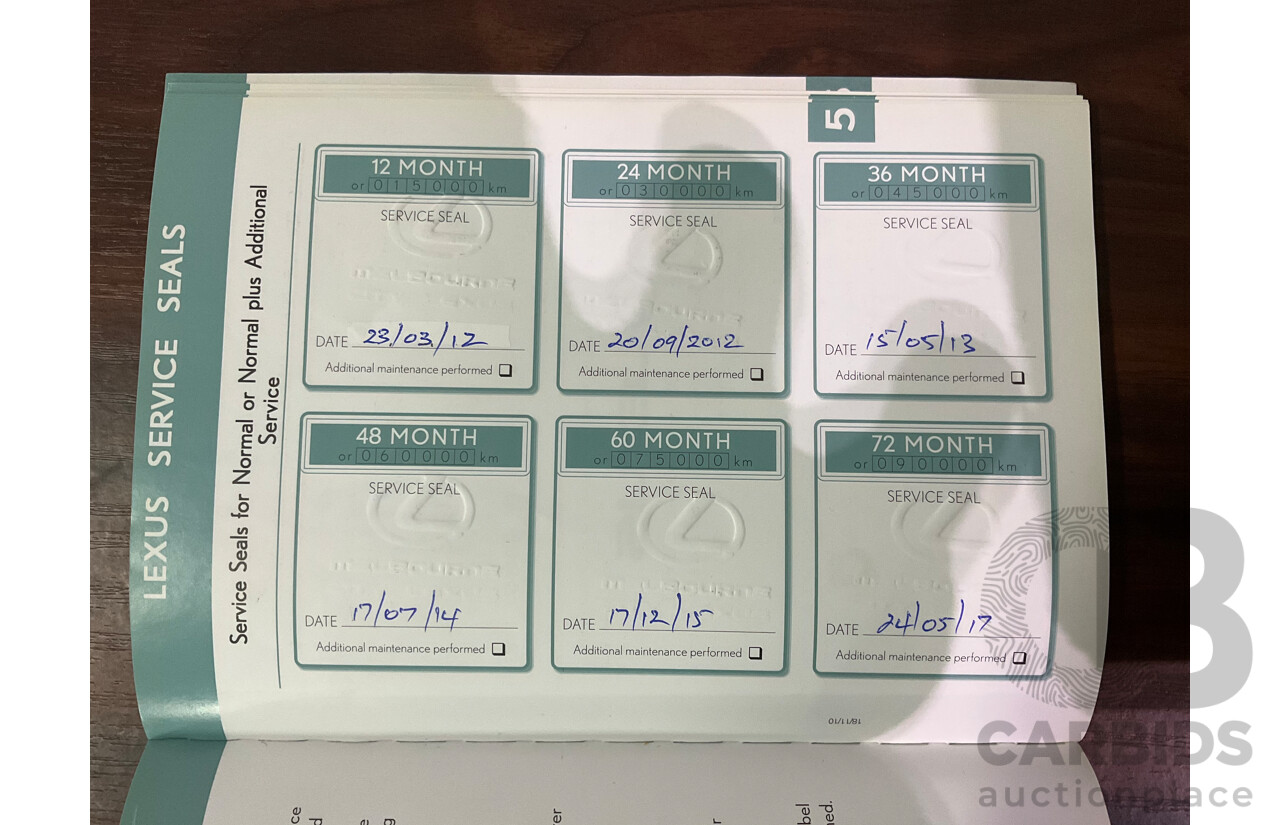 LEXUS SERVICE SEALS
Service Seals for Normal or Normal plus Additional
Service
5
12 MONTH
or 015000 km
SERVICE SEAL
MELBOURNE
DATE 23/03/12
Additional maintenance performed
24 MONTH
or 030000 km
SERVICE SEAL
MELBOURNE
DATE 20/09/2012
Additional maintenance performed
36 MONTH
or 045000 km
SERVICE SEAL
DATE 15/05/13
Additional maintenance performed
48 MONTH
or 060000 km
SERVICE SEAL
MELBOURNE
DATE 17/07/14
Additional maintenance performed
60 MONTH
or 075000 km
SERVICE SEAL
MELBOURNE
DATE 17/12/15
Additional maintenance performed
72 MONTH
or 090000 km
SERVICE SEAL
DATE 24/05/17
Additional maintenance performed
CB
CARBIDS
auctionplace